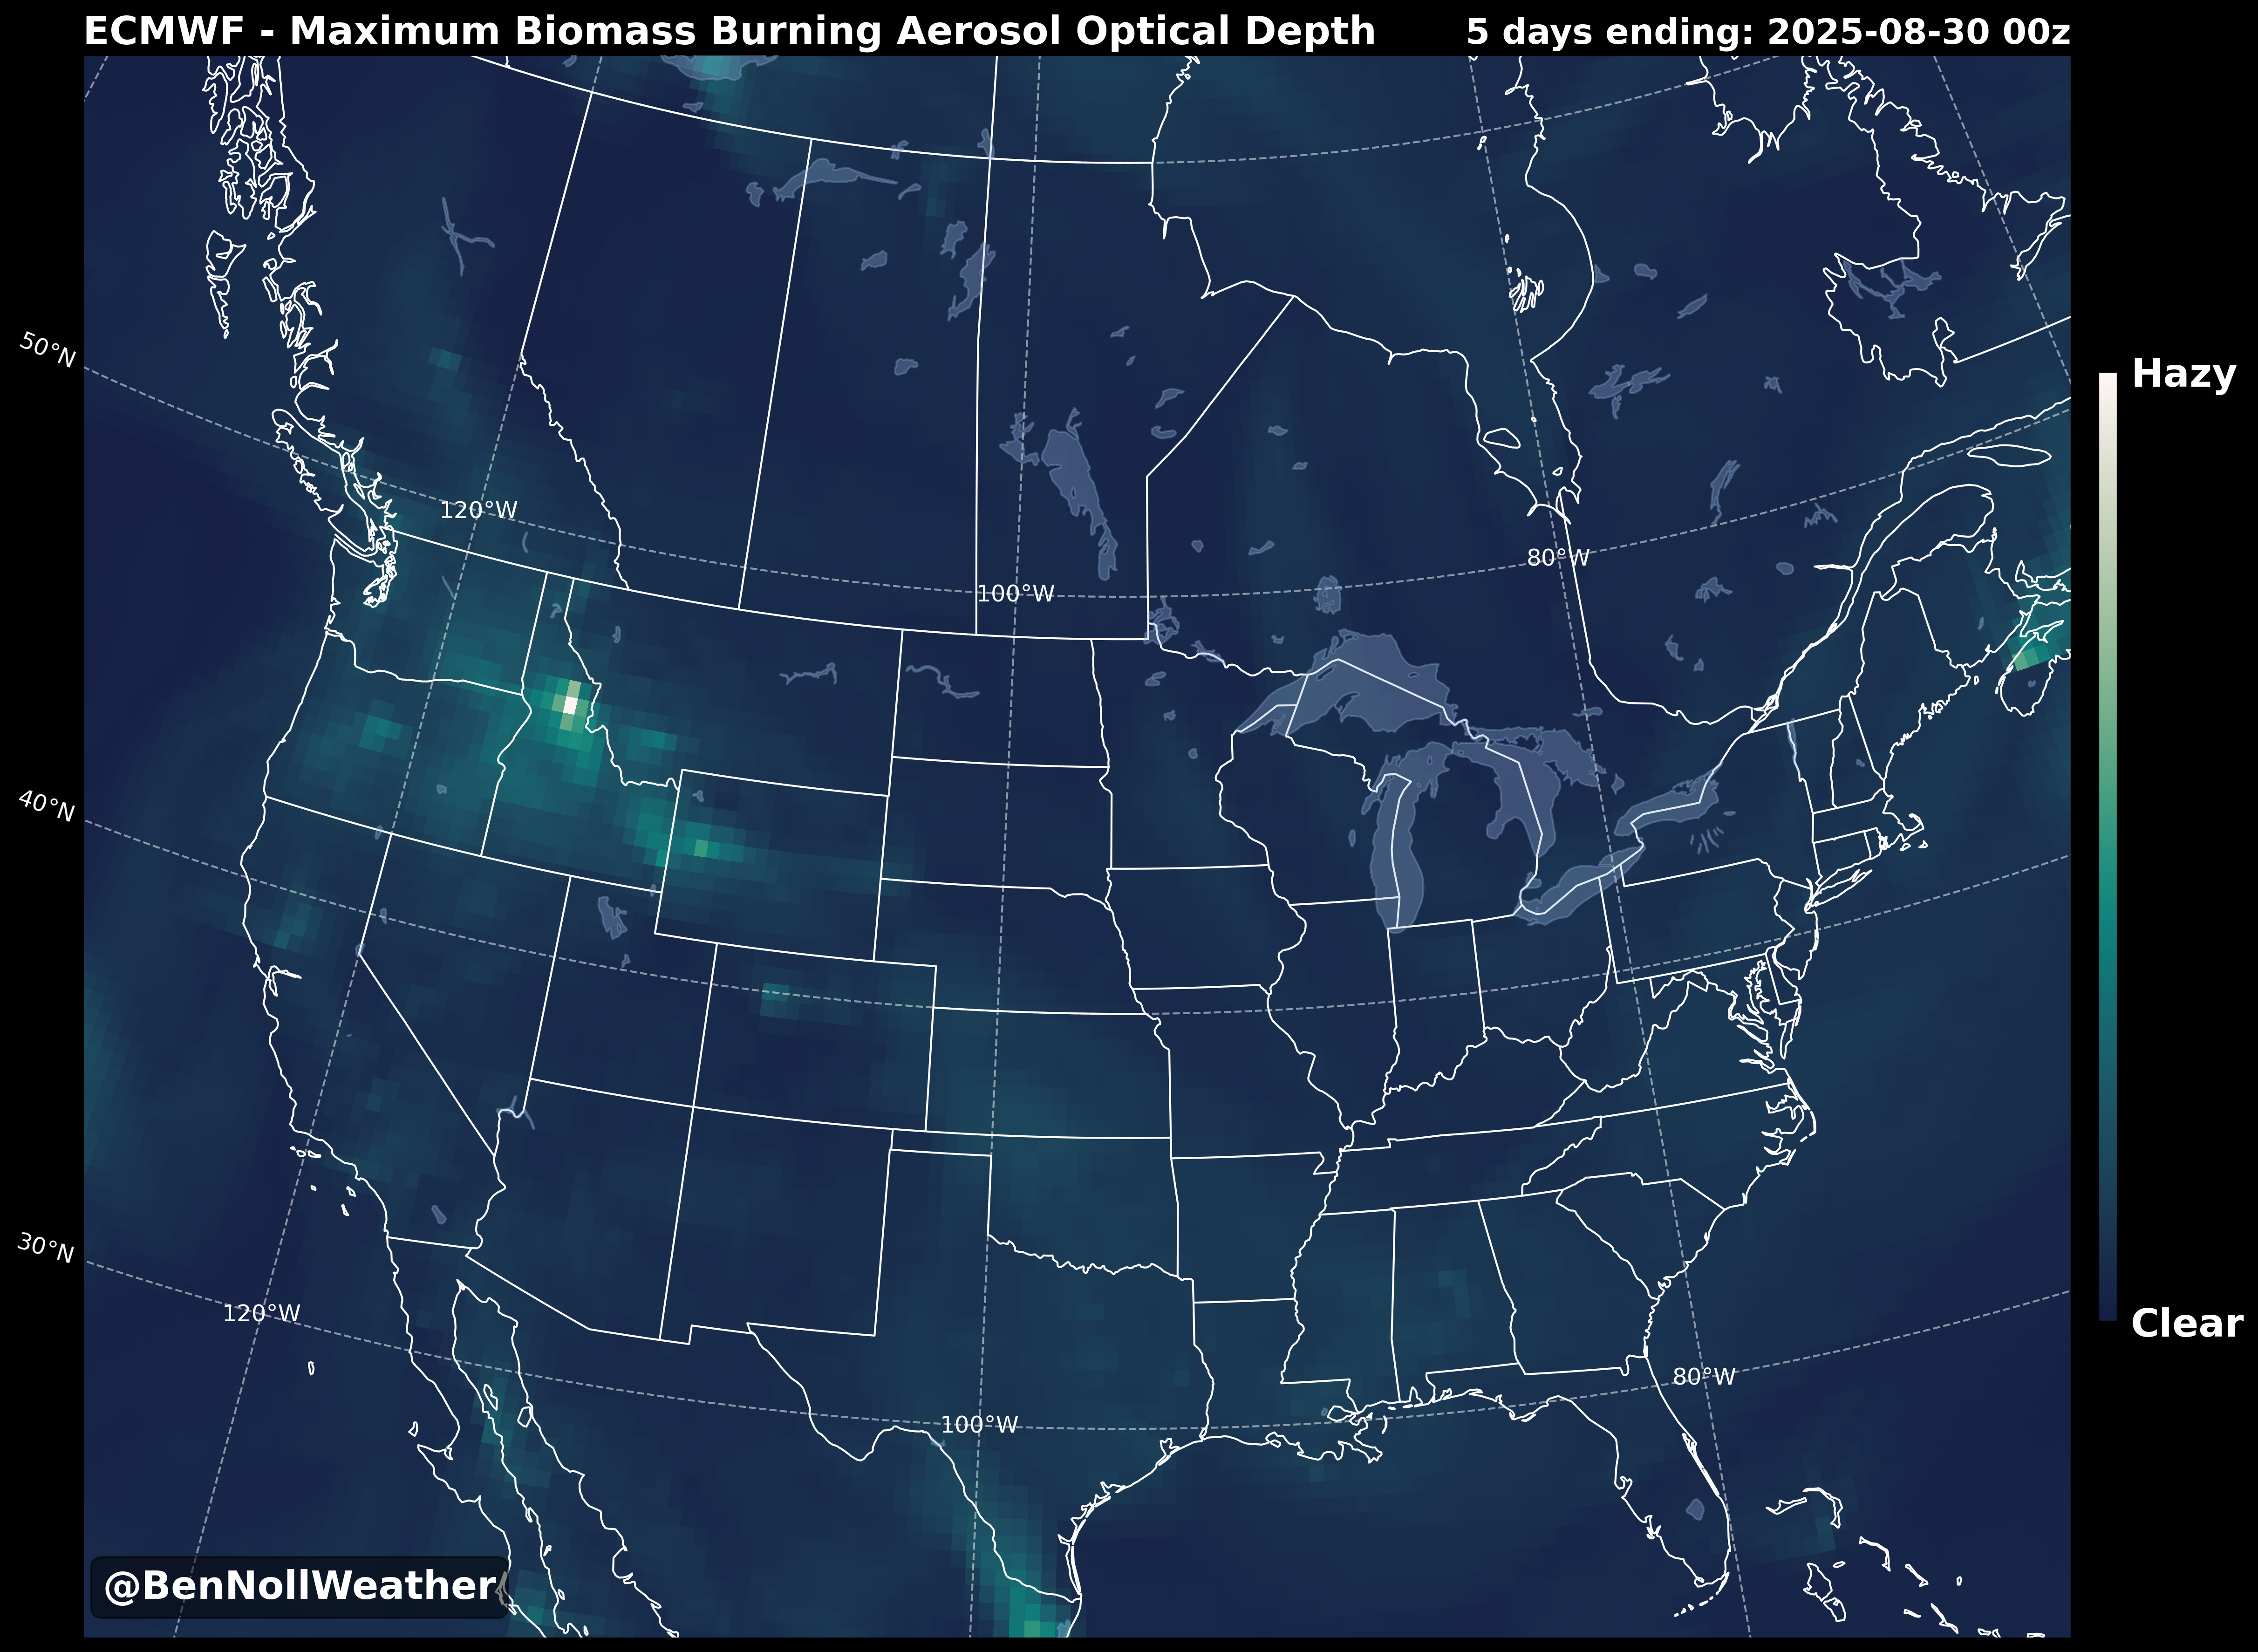 ECMWF - Maximum Biomass Burning Aerosol Optical Depth
5 days ending: 2025-08-30 00z
50°N
Hazy
120°W
80°W
100°W
40°N
30°N
Clear
120°W
80°W
100°W
@BenNollWeather